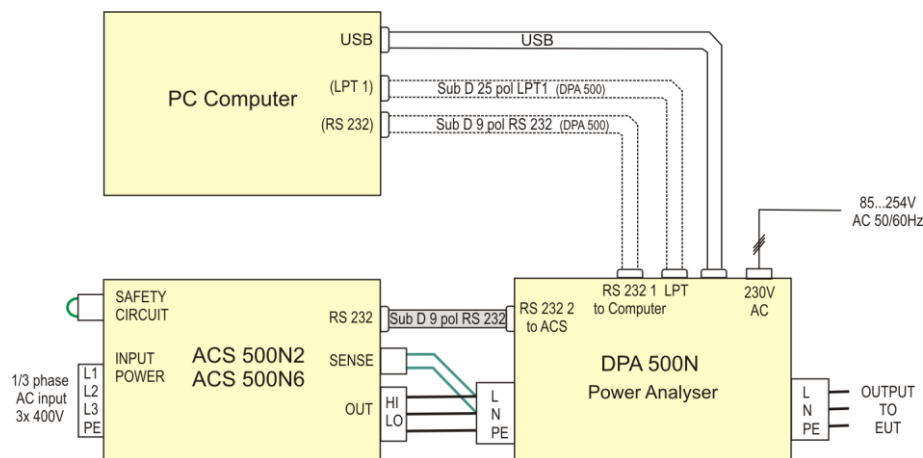 USB
USB
PC Computer
(LPT 1)
Sub D 25 pol LPT1 (DPA 500)
(RS 232)
Sub D 9 pol RS 232 (DPA 500)
85...254V
AC 50/60Hz
SAFETY
CIRCUIT
RS 232
Sub D 9 pol RS 232
RS 232 2
to ACS
RS 232 1
to Computer
LPT
230V
AC
INPUT
POWER
ACS 500N2
ACS 500N6
SENSE
DPA 500N
Power Analyser
1/3 phase
AC input
3x 400V
L1
L2
L3
PE
OUT
HI
LO
L
N
PE
L
N
PE
OUTPUT
TO
EUT